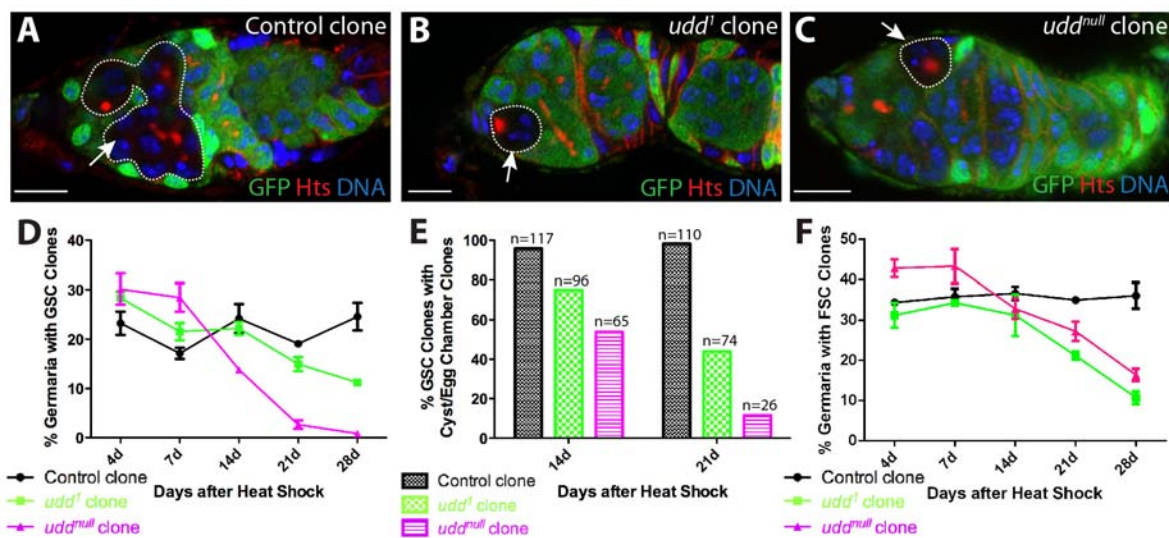 A Control clone
GFP Hts DNA
B udd¹ clone
GFP Hts DNA
C uddⁿᵘˡˡ clone
GFP Hts DNA
D
% Germaria with GSC Clones
40
30
20
10
0
4d 7d 14d 21d 28d
Days after Heat Shock
Control clone
udd¹ clone
uddⁿᵘˡˡ clone
E
% GSC Clones with
Cyst/Egg Chamber Clones
100
80
60
40
20
0
n=117
n=96
n=65
n=110
n=74
n=26
14d 21d
Days after Heat Shock
Control clone
udd¹ clone
uddⁿᵘˡˡ clone
F
% Germaria with FSC Clones
50
40
30
20
10
0
4d 7d 14d 21d 28d
Days after Heat Shock
Control clone
udd¹ clone
uddⁿᵘˡˡ clone